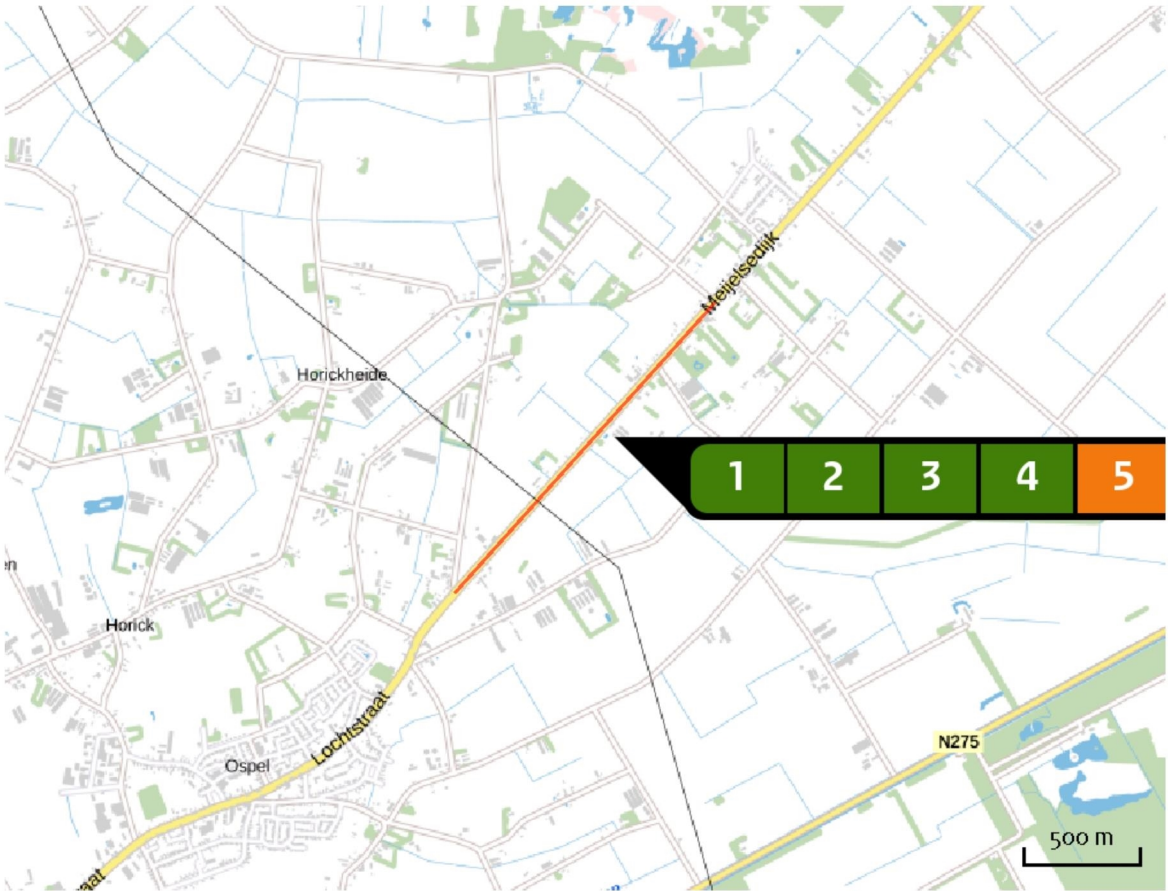 Meijelsedijk
Horickheide
1 2 3 4 5
Horick
Lochtstraat
Ospel
N275
500 m